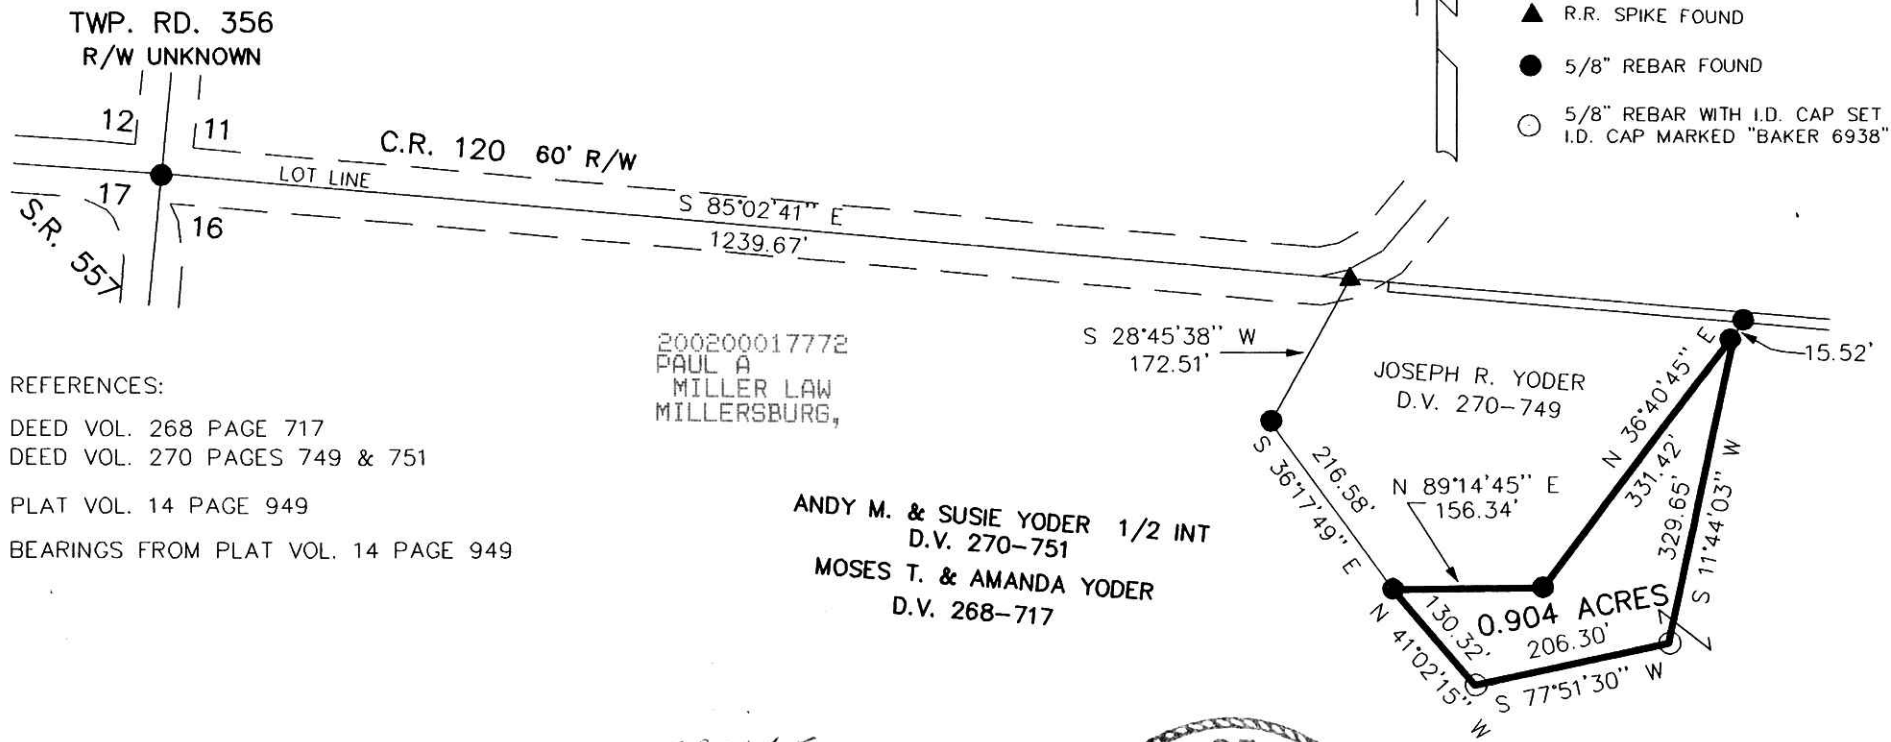 TWP. RD. 356
R/W UNKNOWN
12
11
17
16
S.R. 557
C.R. 120 60' R/W
LOT LINE
S 85°02'41" E
1239.67'
▲ R.R. SPIKE FOUND
● 5/8" REBAR FOUND
○ 5/8" REBAR WITH I.D. CAP SET
I.D. CAP MARKED "BAKER 6938"
S 28°45'38" W
172.51'
15.52'
JOSEPH R. YODER
D.V. 270-749
N 36°40'45" E
331.42'
329.65'
S 11°44'03" W
216.58'
S 36°17'49" E
N 89°14'45" E
156.34'
0.904 ACRES
130.32'
N 41°02'15" W
206.30'
S 77°51'30" W
200200017772
PAUL A
MILLER LAW
MILLERSBURG,
REFERENCES:
DEED VOL. 268 PAGE 717
DEED VOL. 270 PAGES 749 & 751
PLAT VOL. 14 PAGE 949
BEARINGS FROM PLAT VOL. 14 PAGE 949
ANDY M. & SUSIE YODER 1/2 INT
D.V. 270-751
MOSES T. & AMANDA YODER
D.V. 268-717